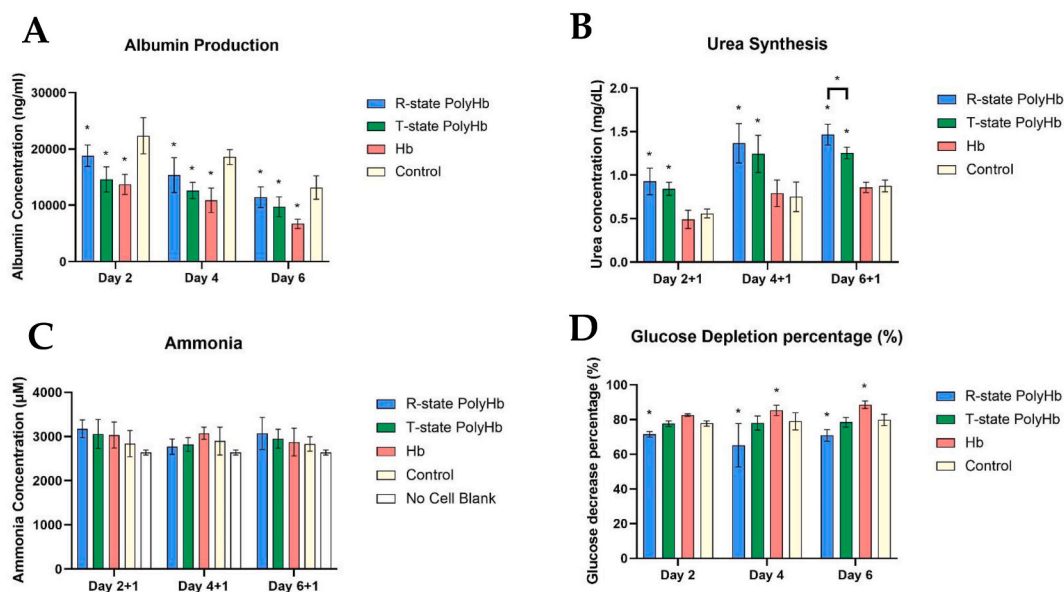 A
Albumin Production
Albumin Concentration (ng/ml)
30000
20000
10000
0
* * *
* * *
* * *
Day 2 Day 4 Day 6
R-state PolyHb
T-state PolyHb
Hb
Control
B
Urea Synthesis
Urea concentration (mg/dL)
2.0
1.5
1.0
0.5
0.0
* *
* *
*
* *
Day 2+1 Day 4+1 Day 6+1
R-state PolyHb
T-state PolyHb
Hb
Control
C
Ammonia
Ammonia Concentration (µM)
4000
3000
2000
1000
0
Day 2+1 Day 4+1 Day 6+1
R-state PolyHb
T-state PolyHb
Hb
Control
No Cell Blank
D
Glucose Depletion percentage (%)
Glucose decrease percentage (%)
100
80
60
40
20
0
*
* *
* *
Day 2 Day 4 Day 6
R-state PolyHb
T-state PolyHb
Hb
Control